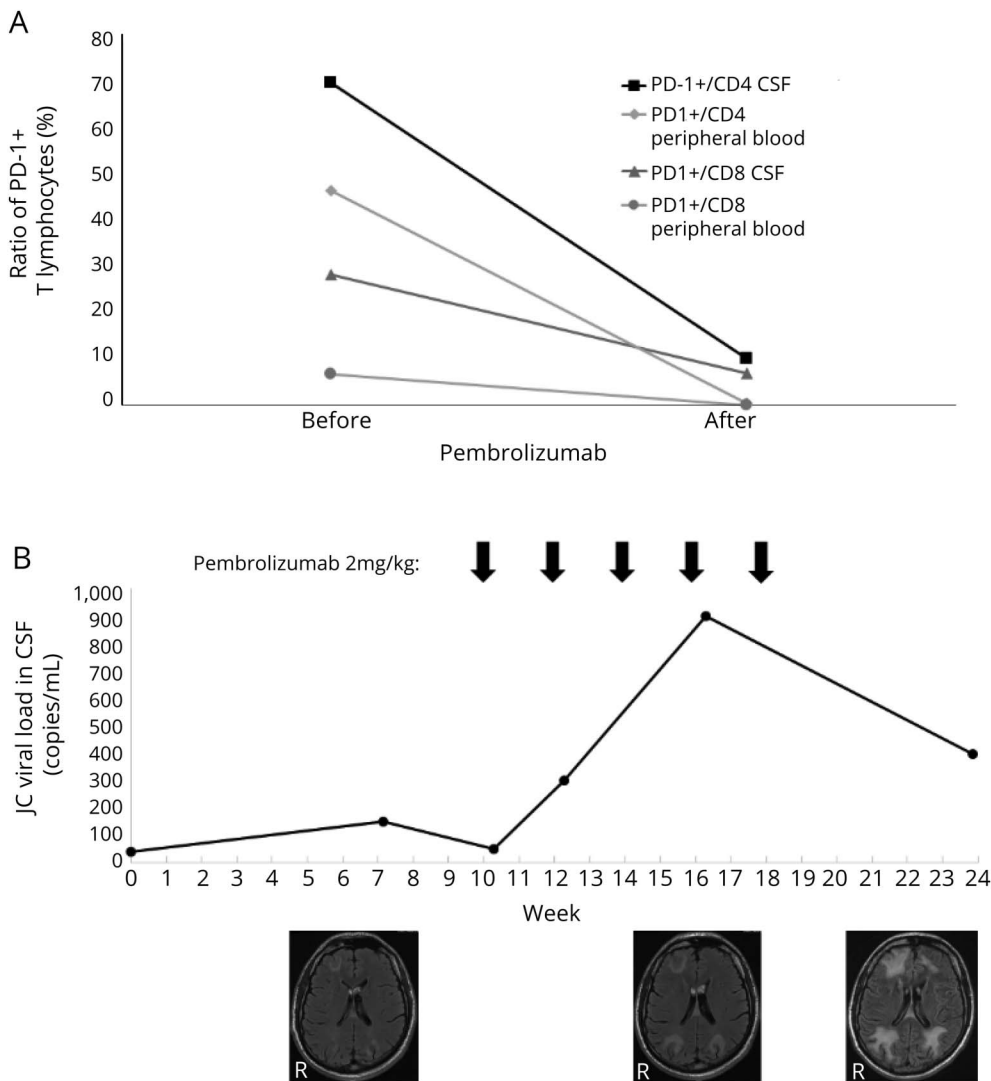 A
80
70
60
50
40
30
20
10
0
Ratio of PD-1+
T lymphocytes (%)
PD-1+/CD4 CSF
PD1+/CD4
peripheral blood
PD1+/CD8 CSF
PD1+/CD8
peripheral blood
Before After
Pembrolizumab
B
Pembrolizumab 2mg/kg:
1,000
900
800
700
600
500
400
300
200
100
0
JC viral load in CSF
(copies/mL)
0 1 2 3 4 5 6 7 8 9 10 11 12 13 14 15 16 17 18 19 20 21 22 23 24
Week
R R R